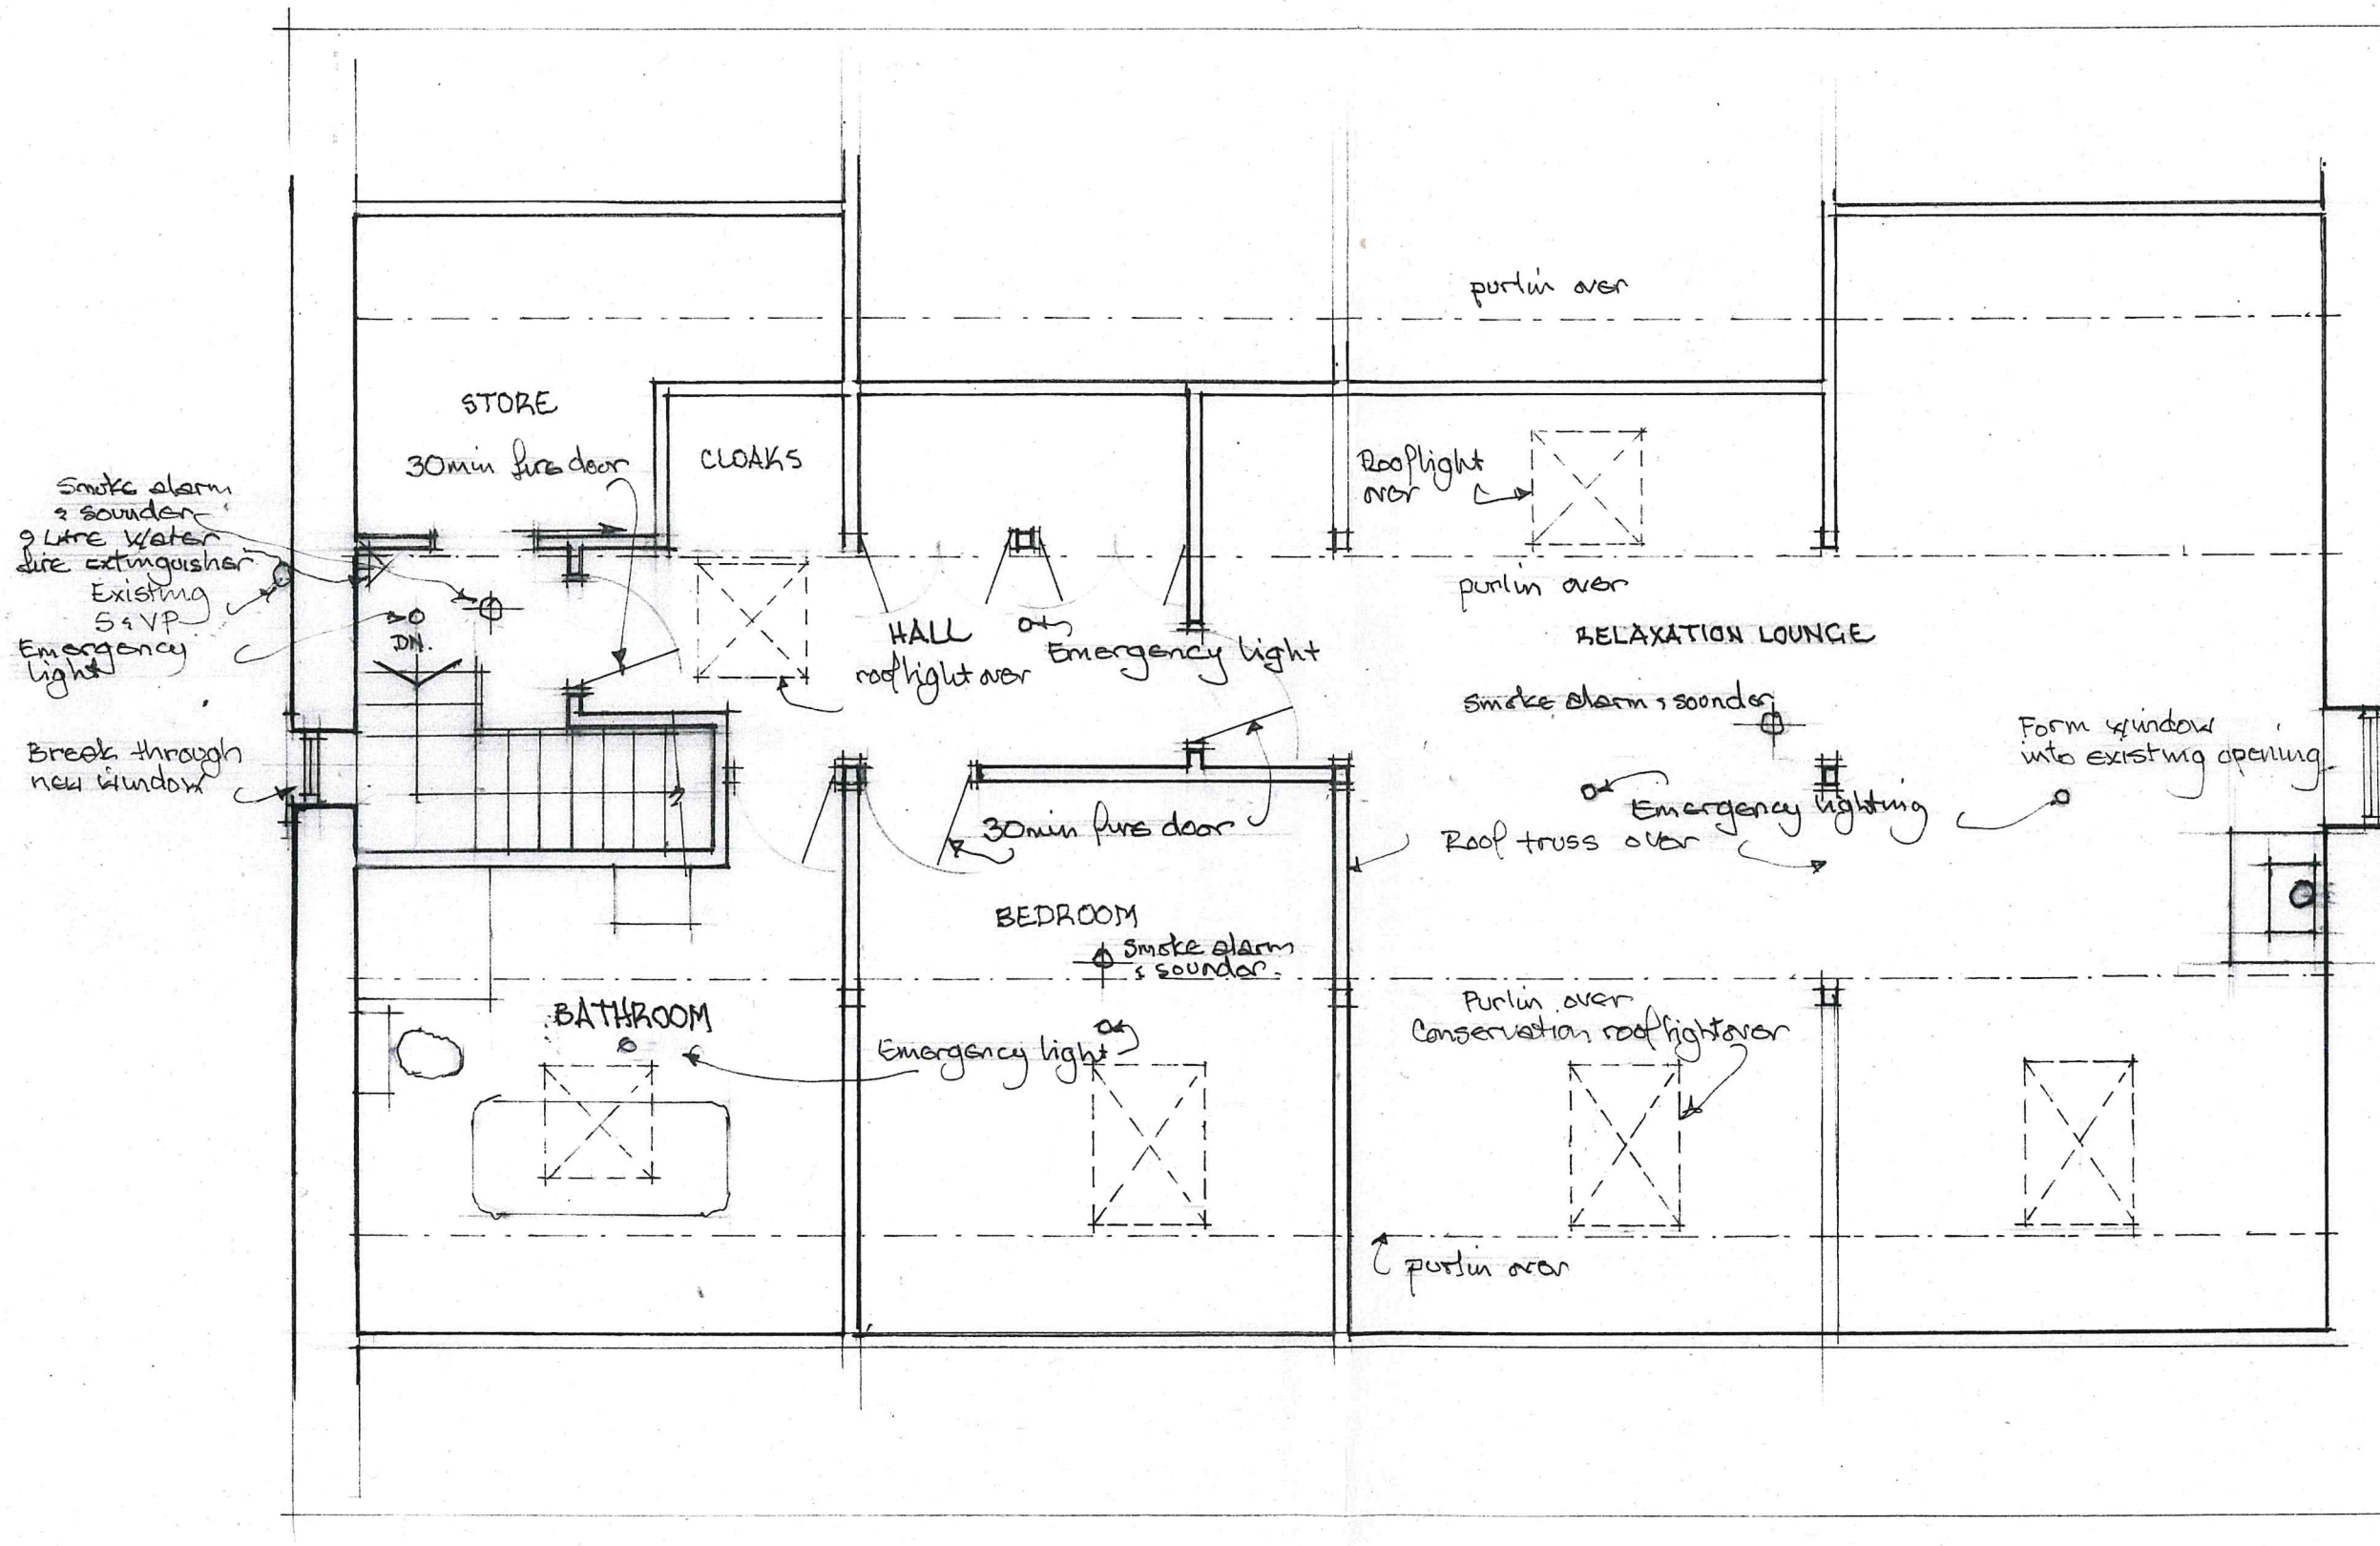 purlin over
STORE
30min fire door
CLOAKS
Rooflight
over
Smoke alarm
& sounder
9 Litre Water
fire extinguisher
Existing
S & VP
Emergency
light
DN.
HALL
rooflight over
Emergency light
purlin over
RELAXATION LOUNGE
Smoke alarm & sounder
Form window
into existing opening
Break through
new window
30min fire door
Emergency lighting
Roof truss over
BEDROOM
Smoke alarm
& sounder.
BATHROOM
Emergency light
Purlin over
Conservation rooflight over
purlin over